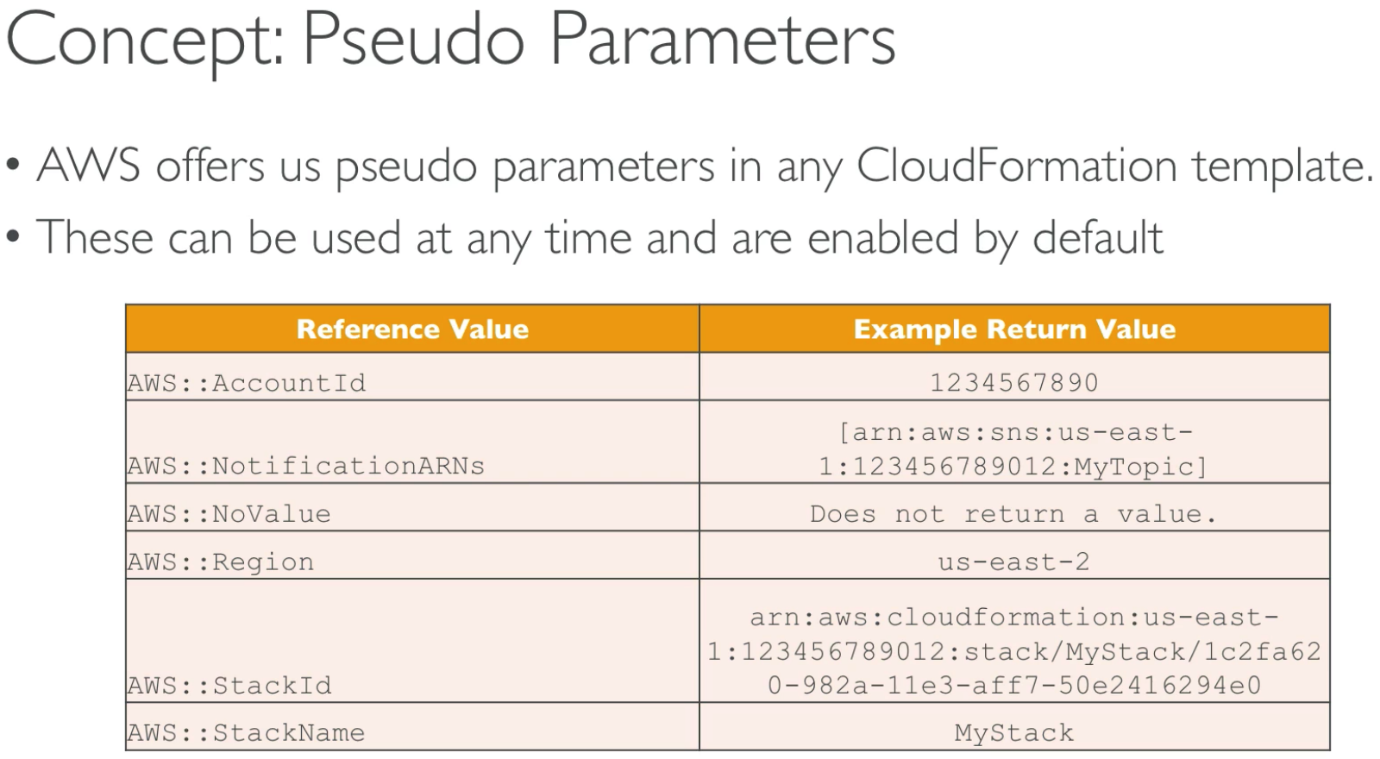 Concept: Pseudo Parameters
• AWS offers us pseudo parameters in any CloudFormation template.
• These can be used at any time and are enabled by default
Reference Value Example Return Value
AWS::AccountId 1234567890
[arn:aws:sns:us-east-
AWS::NotificationARNs 1:123456789012:MyTopic]
AWS::NoValue Does not return a value.
AWS::Region us-east-2
arn:aws:cloudformation:us-east-
1:123456789012:stack/MyStack/1c2fa62
AWS::StackId 0-982a-11e3-aff7-50e2416294e0
AWS::StackName MyStack